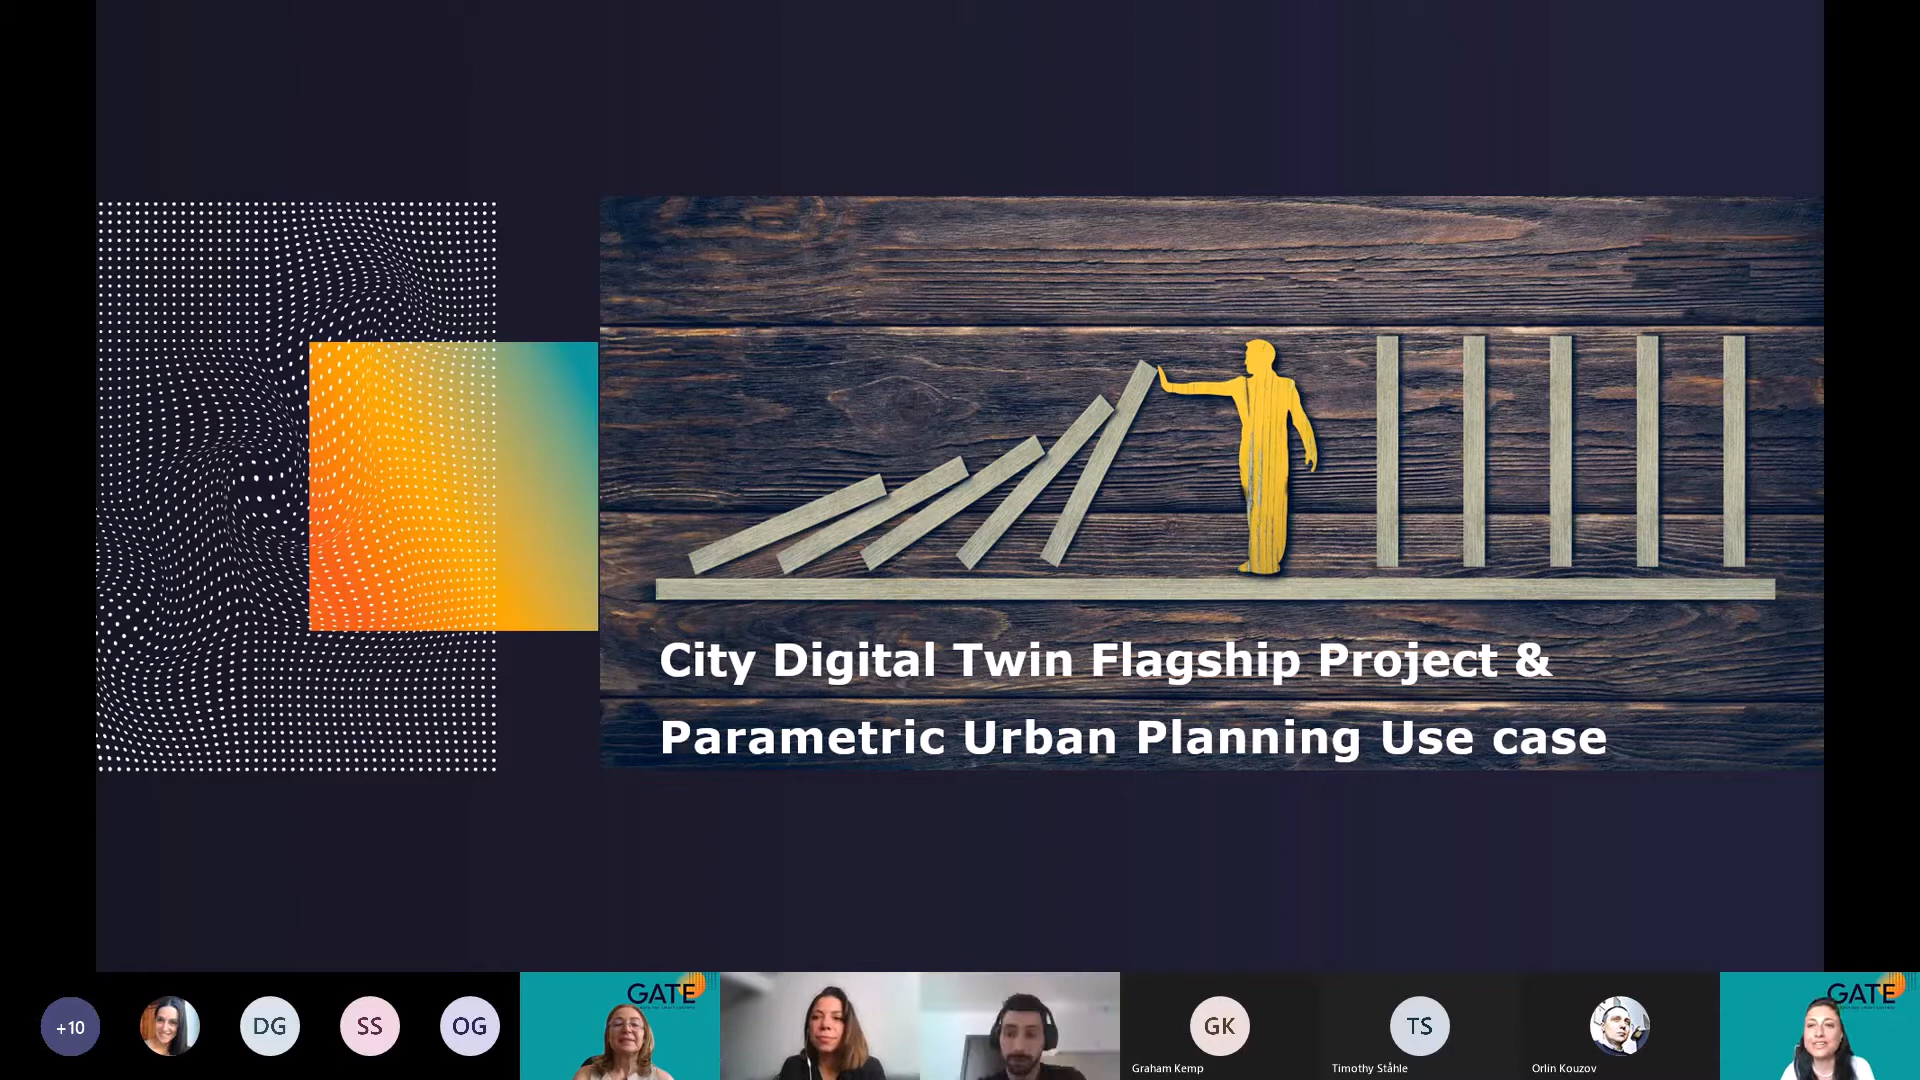 City Digital Twin Flagship Project &
Parametric Urban Planning Use case
+10
DG
SS
OG
GATE
GK
Graham Kemp
TS
Timothy Ståhle
Orlin Kouzov
GATE